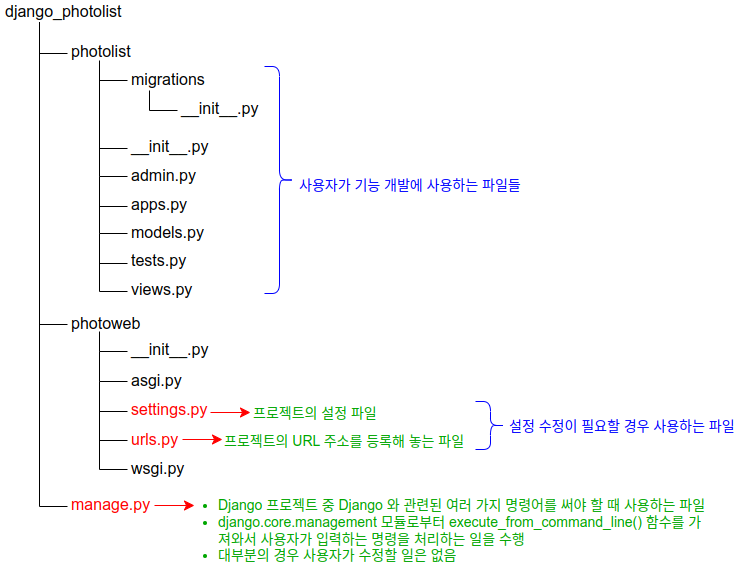 django_photolist
photolist
migrations
__init__.py
__init__.py
admin.py
apps.py
models.py
tests.py
views.py
사용자가 기능 개발에 사용하는 파일들
photoweb
__init__.py
asgi.py
settings.py
프로젝트의 설정 파일
urls.py
프로젝트의 URL 주소를 등록해 놓는 파일
설정 수정이 필요할 경우 사용하는 파일
wsgi.py
manage.py
• Django 프로젝트 중 Django 와 관련된 여러 가지 명령어를 써야 할 때 사용하는 파일
• django.core.management 모듈로부터 execute_from_command_line() 함수를 가
져와서 사용자가 입력하는 명령을 처리하는 일을 수행
• 대부분의 경우 사용자가 수정할 일은 없음